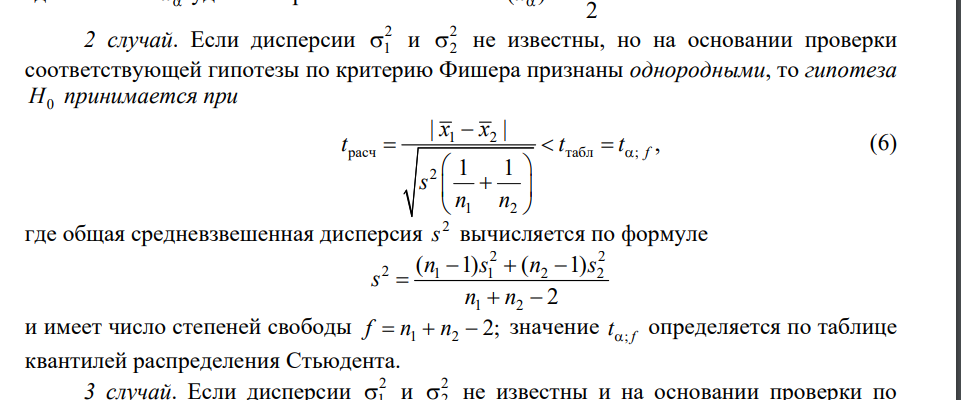 2
2 случай. Если дисперсии σ₁² и σ₂² не известны, но на основании проверки
соответствующей гипотезы по критерию Фишера признаны однородными, то гипотеза
H₀ принимается при
t_расч = | x̄₁ − x̄₂ | / √(s² (1/n₁ + 1/n₂)) < t_табл = t_α; f , (6)
где общая средневзвешенная дисперсия s² вычисляется по формуле
s² = ((n₁ − 1)s₁² + (n₂ − 1)s₂²) / (n₁ + n₂ − 2)
и имеет число степеней свободы f = n₁ + n₂ − 2; значение t_α;f определяется по таблице
квантилей распределения Стьюдента.
3 случай. Если дисперсии σ₁² и σ₂² не известны и на основании проверки по